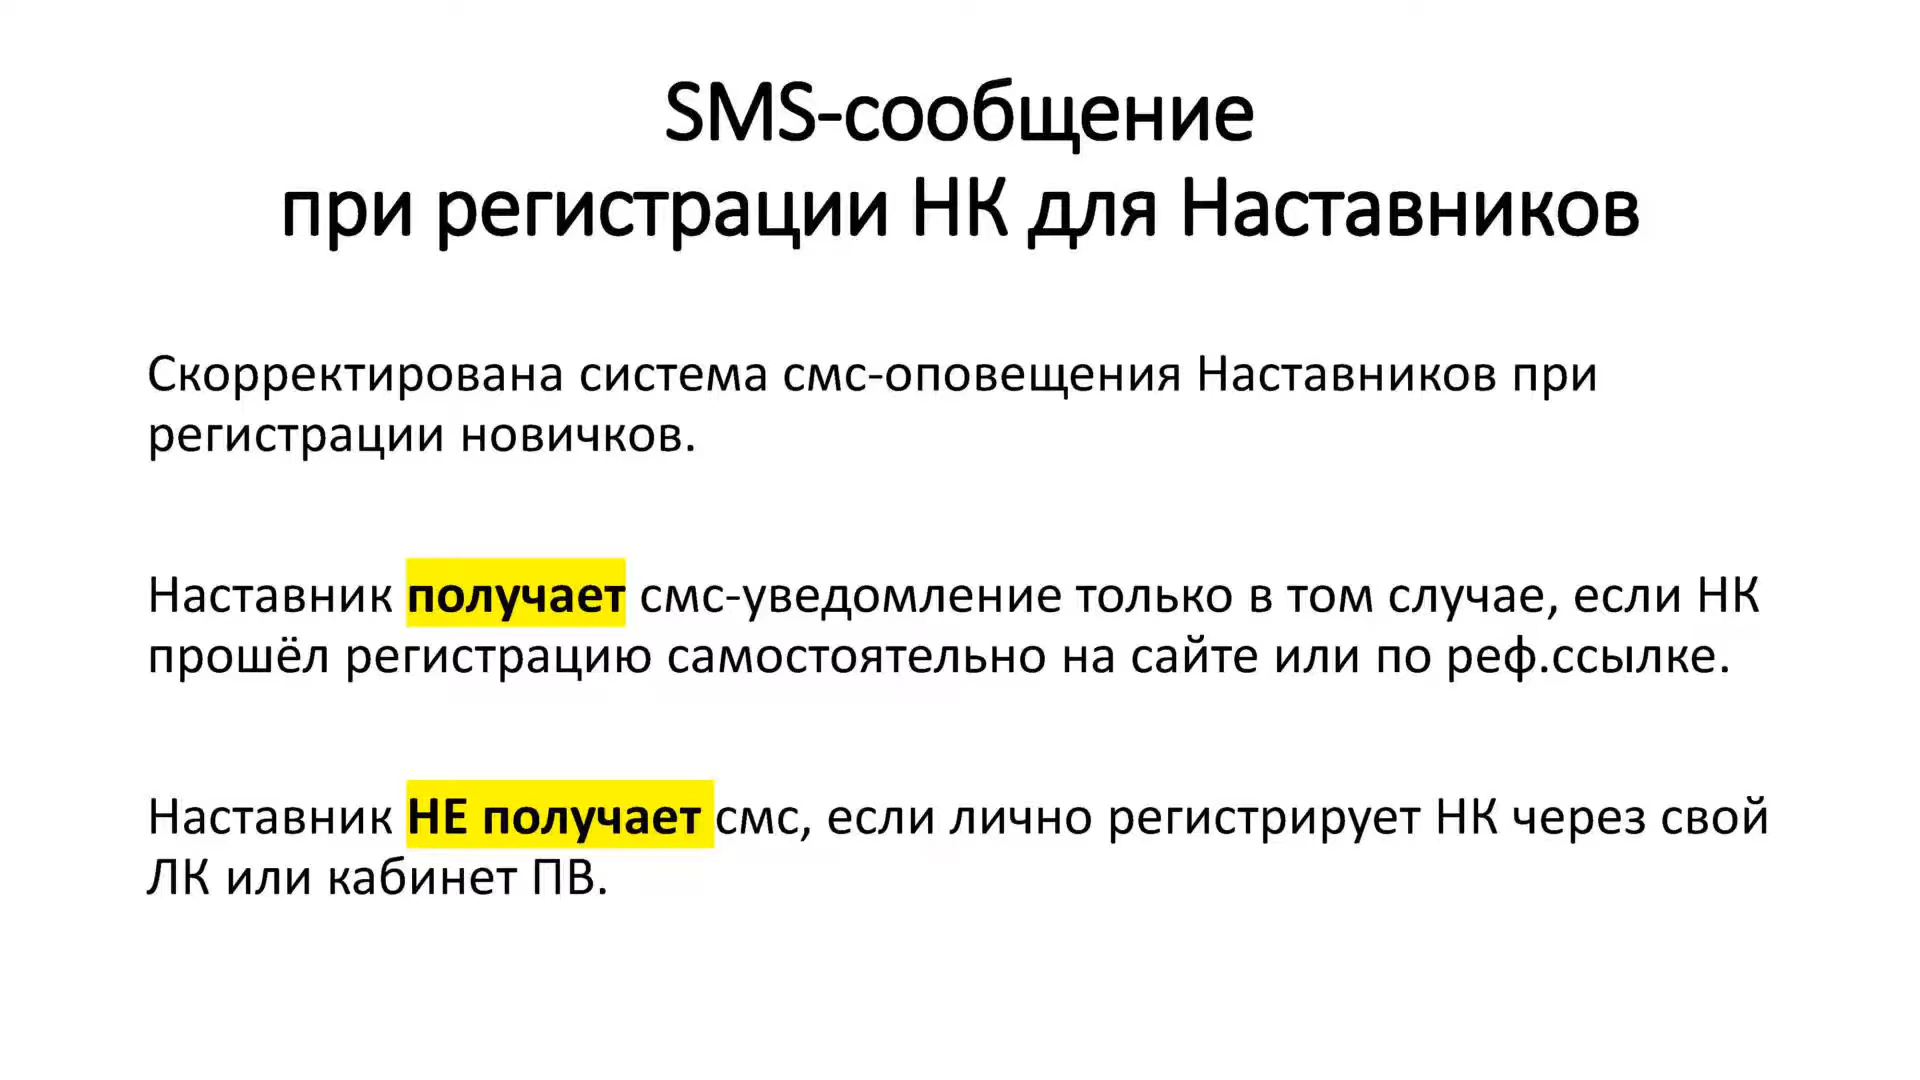 SMS-сообщение
при регистрации НК для Наставников
Скорректирована система смс-оповещения Наставников при
регистрации новичков.
Наставник получает смс-уведомление только в том случае, если НК
прошёл регистрацию самостоятельно на сайте или по реф.ссылке.
Наставник НЕ получает смс, если лично регистрирует НК через свой
ЛК или кабинет ПВ.